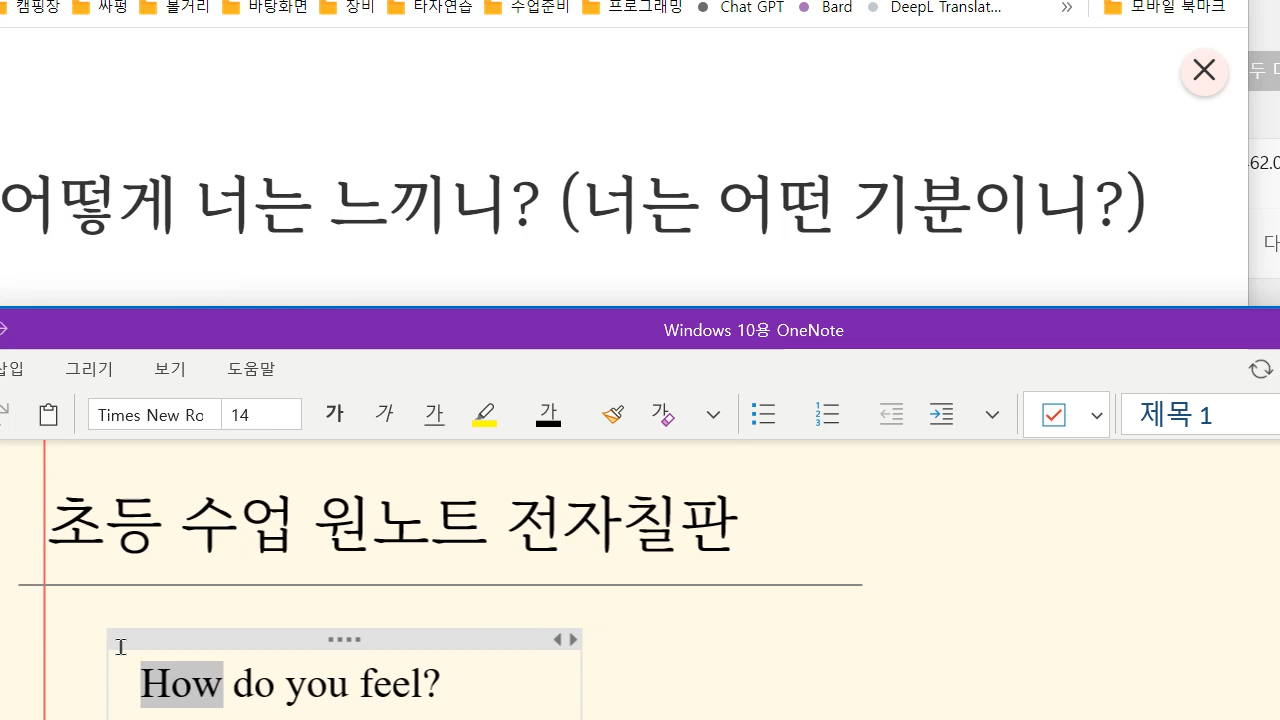 캠핑장 싸펑 볼거리 바탕화면 장비 타자연습 수업준비 프로그래밍 Chat GPT Bard DeepL Translat... » 모바일 북마크
어떻게 너는 느끼니? (너는 어떤 기분이니?)
Windows 10용 OneNote
삽입 그리기 보기 도움말
Times New Ro 14 가 가 가 가 가 제목 1
초등 수업 원노트 전자칠판
How do you feel?